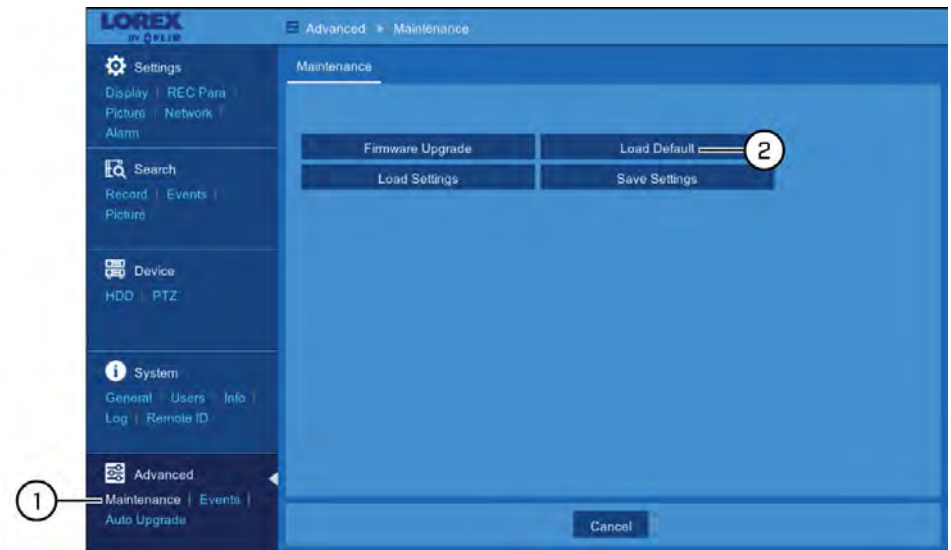 LOREX
BY FLIR
Advanced » Maintenance
Settings
Display | REC Para |
Picture | Network |
Alarm
Search
Record | Events |
Picture
Device
HDD | PTZ
System
General | Users | Info |
Log | Remote ID
Advanced
Maintenance | Events |
Auto Upgrade
1
Maintenance
Firmware Upgrade
Load Default
2
Load Settings
Save Settings
Cancel